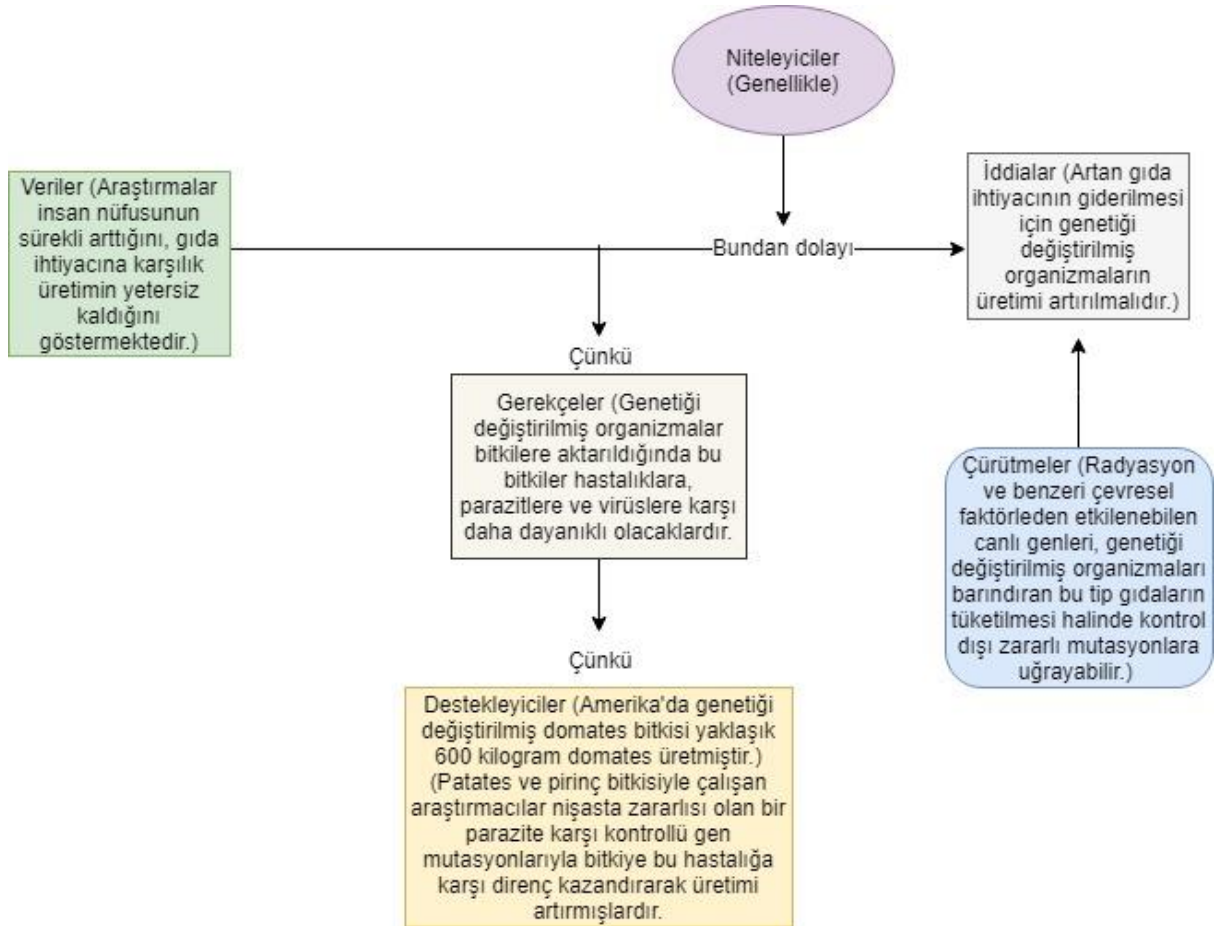 Niteleyiciler
(Genellikle)
Veriler (Araştırmalar
insan nüfusunun
sürekli arttığını, gıda
ihtiyacına karşılık
üretimin yetersiz
kaldığını
göstermektedir.)
Bundan dolayı
İddialar (Artan gıda
ihtiyacının giderilmesi
için genetiği
değiştirilmiş
organizmaların
üretimi artırılmalıdır.)
Çünkü
Gerekçeler (Genetiği
değiştirilmiş organizmalar
bitkilere aktarıldığında bu
bitkiler hastalıklara,
parazitlere ve virüslere karşı
daha dayanıklı olacaklardır.
Çürütmeler (Radyasyon
ve benzeri çevresel
faktörleden etkilenebilen
canlı genleri, genetiği
değiştirilmiş organizmaları
barındıran bu tip gıdaların
tüketilmesi halinde kontrol
dışı zararlı mutasyonlara
uğrayabilir.)
Çünkü
Destekleyiciler (Amerika'da genetiği
değiştirilmiş domates bitkisi yaklaşık
600 kilogram domates üretmiştir.)
(Patates ve pirinç bitkisiyle çalışan
araştırmacılar nişasta zararlısı olan bir
parazite karşı kontrollü gen
mutasyonlarıyla bitkiye bu hastalığa
karşı direnç kazandırarak üretimi
artırmışlardır.